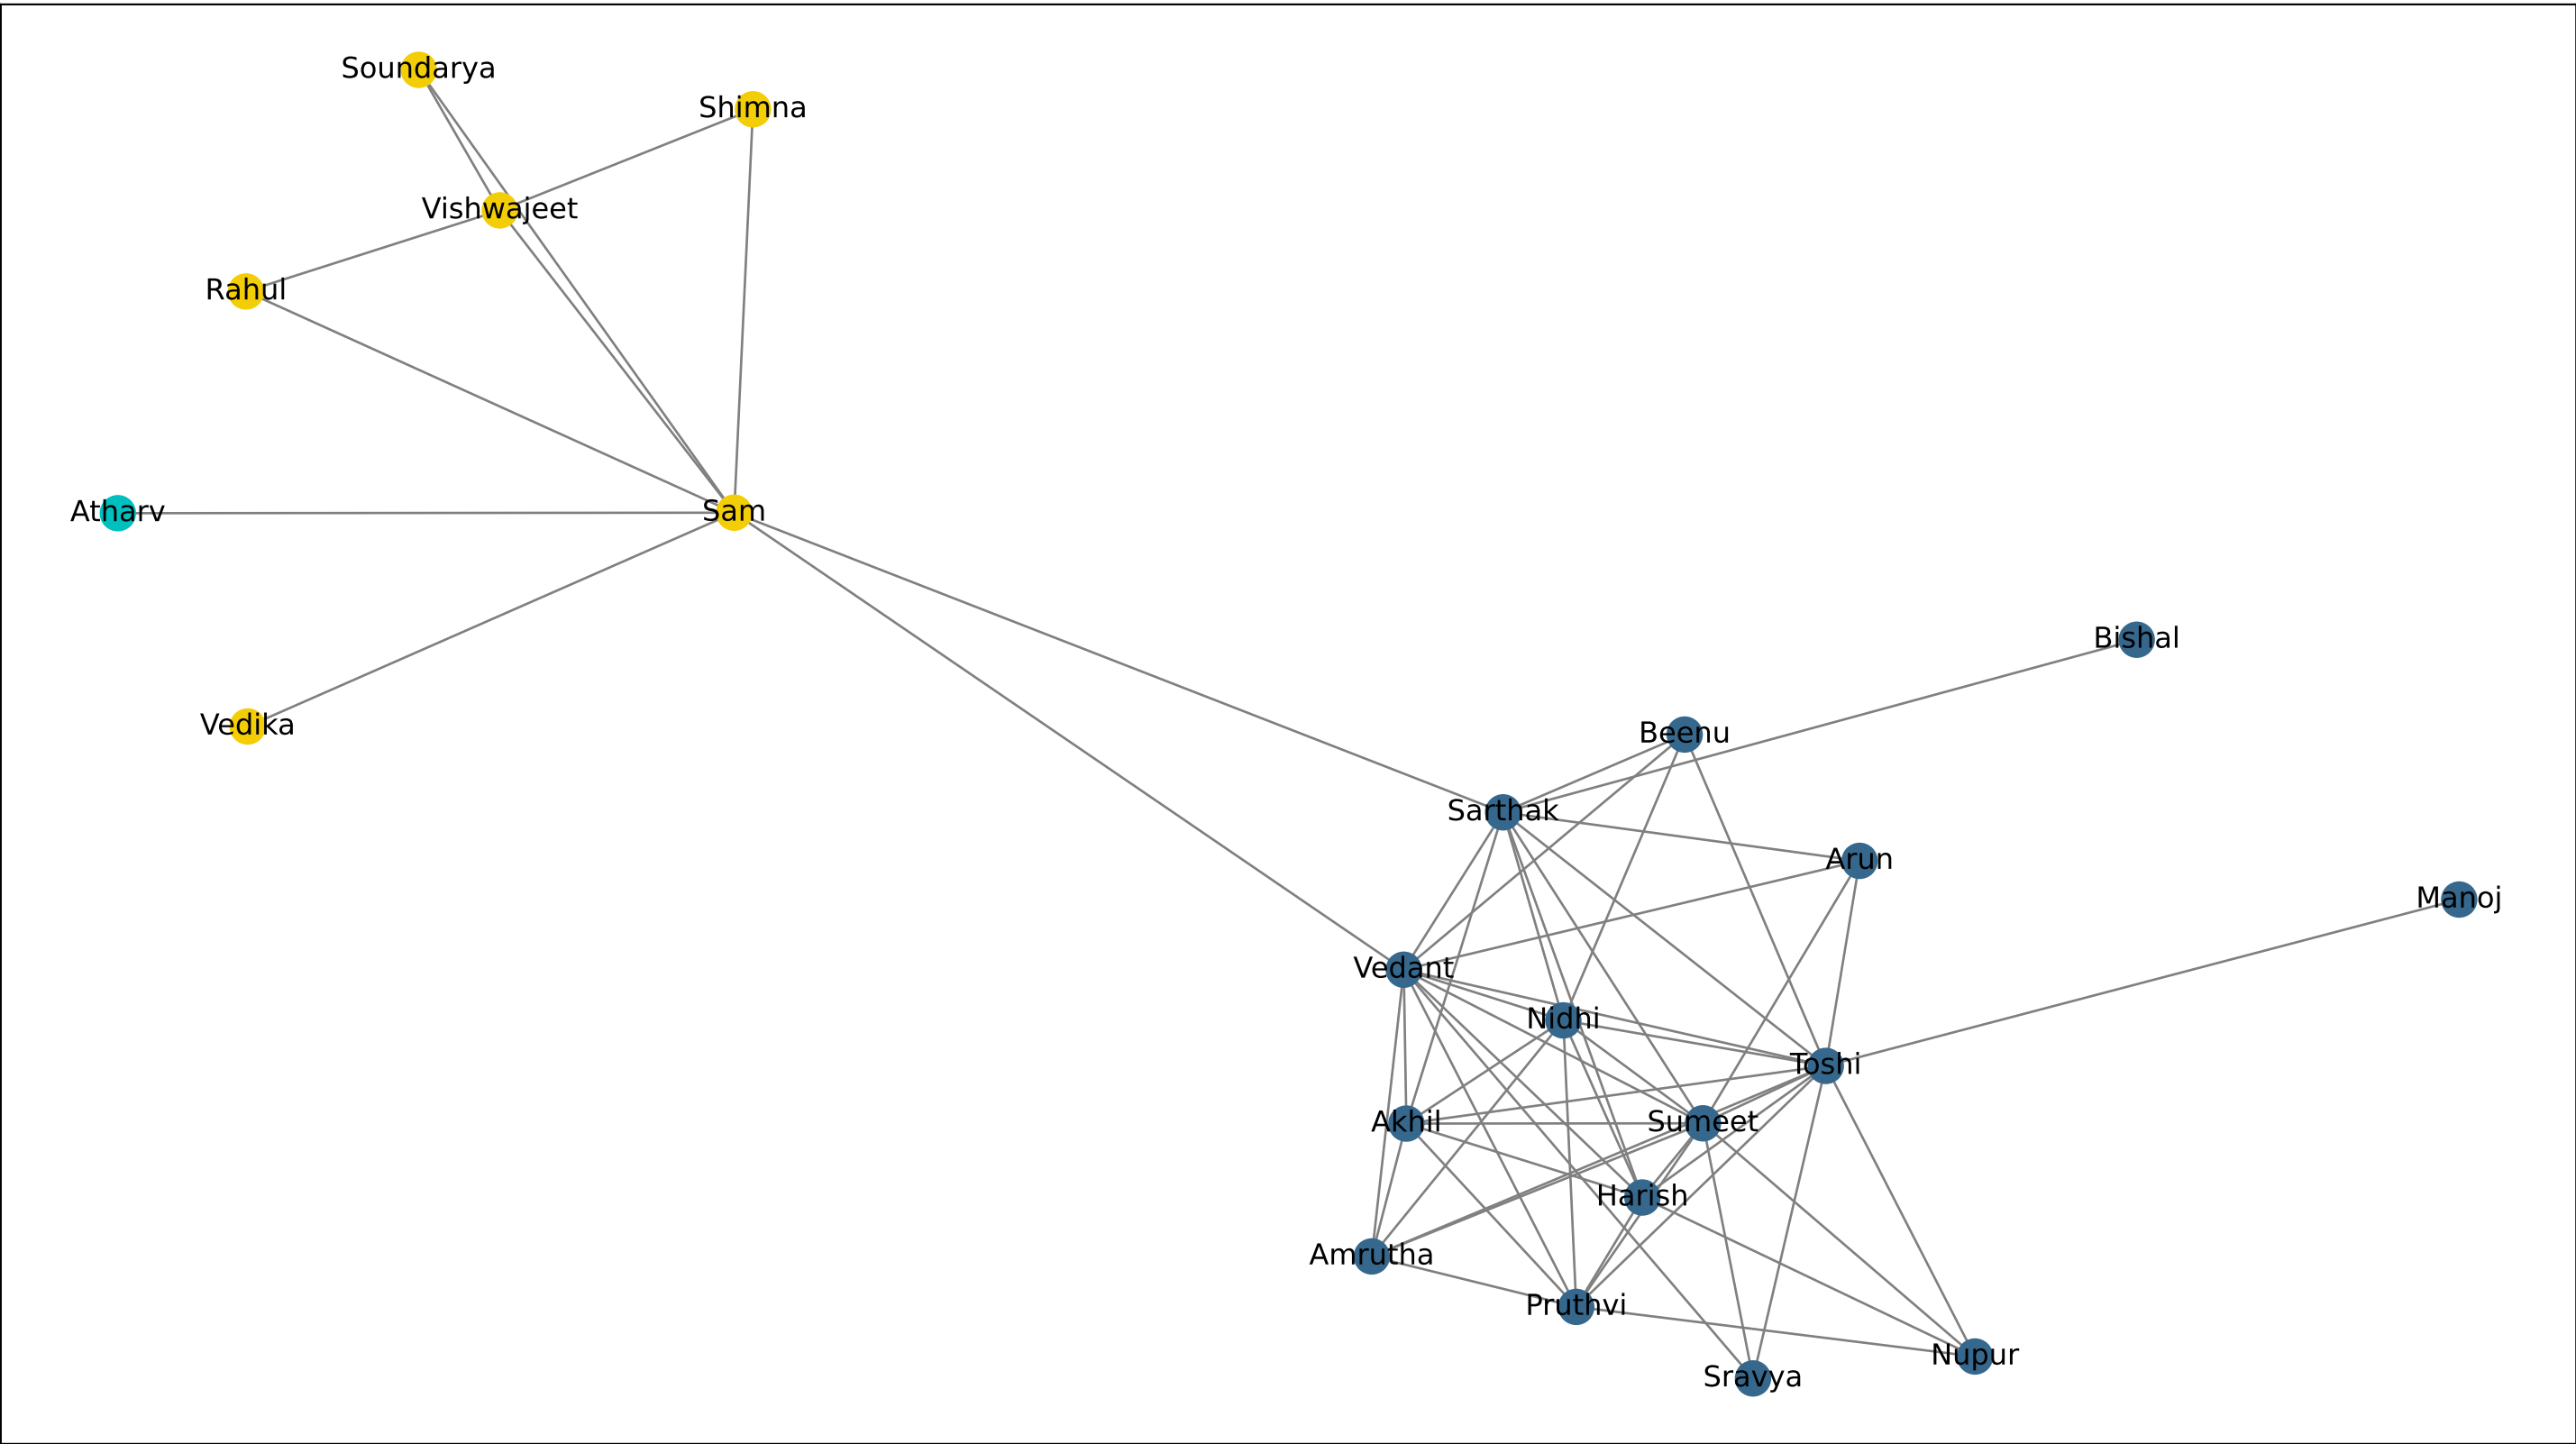 Soundarya
Shimna
Vishwajeet
Rahul
Atharv
Sam
Bishal
Vedika
Beenu
Sarthak
Arun
Manoj
Vedant
Nidhi
Toshi
Akhil
Sumeet
Harish
Amrutha
Pruthvi
Nupur
Sravya